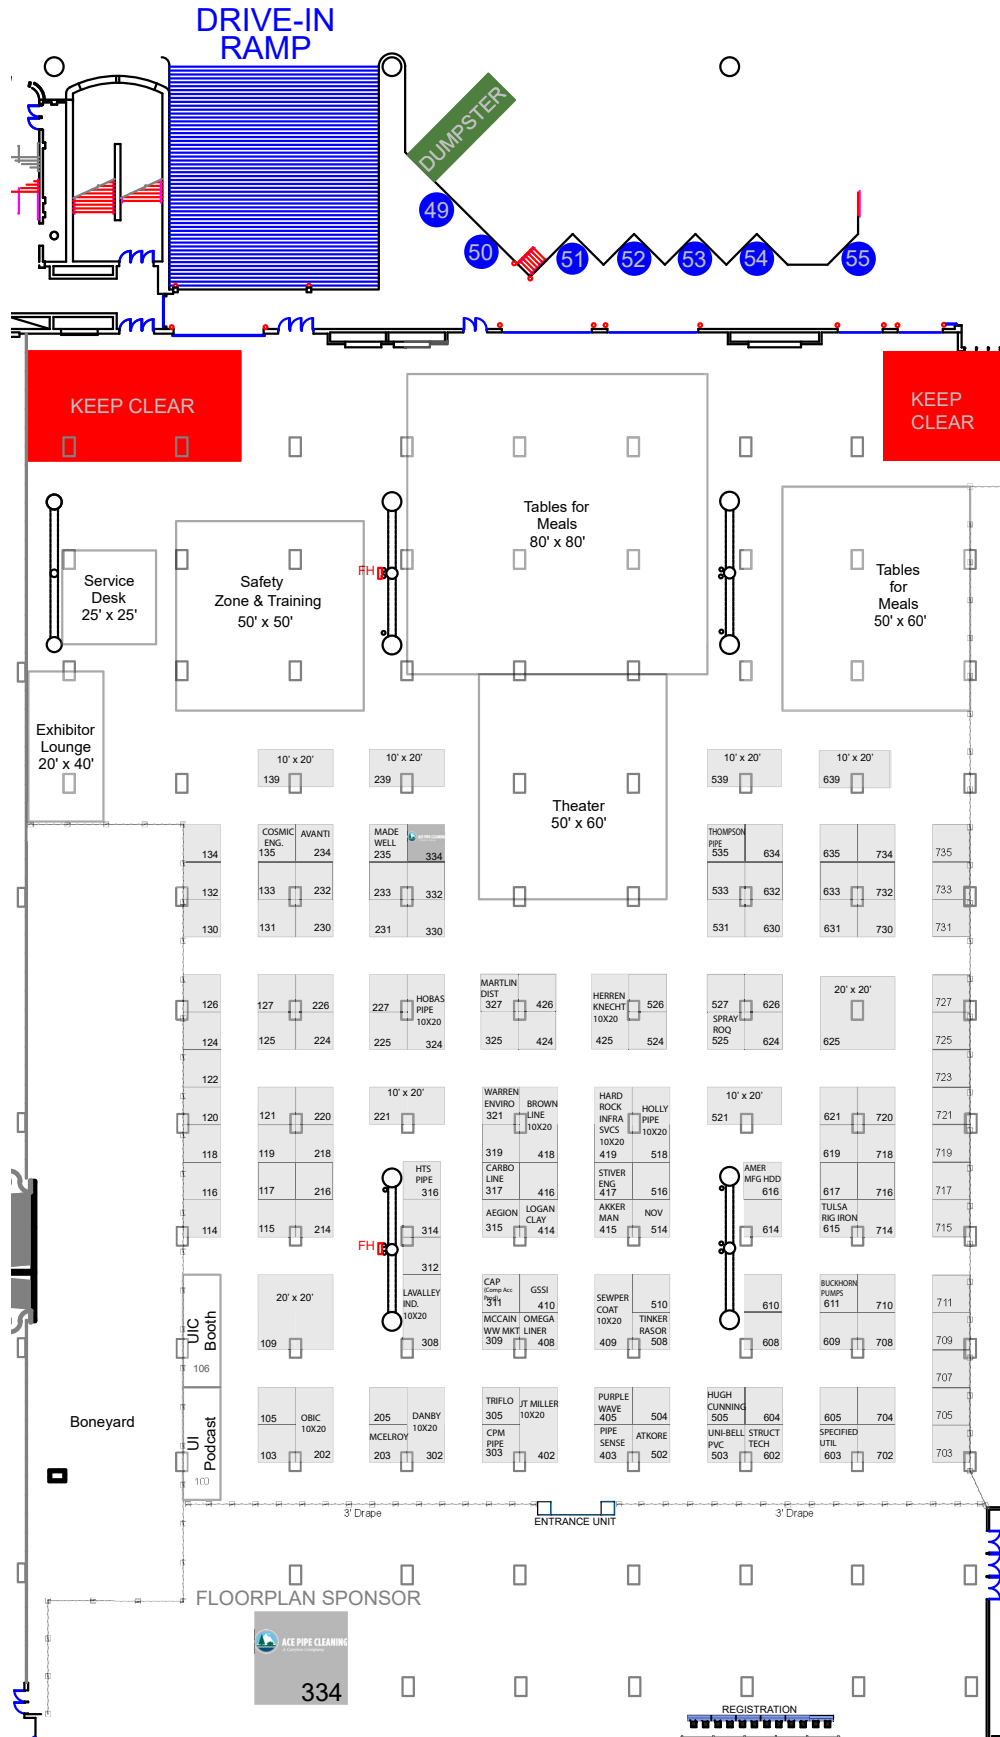 DRIVE-IN
RAMP
DUMPSTER
49
50
51
52
53
54
55
KEEP CLEAR
KEEP
CLEAR
Tables for
Meals
80' x 80'
FH
Service
Desk
25' x 25'
Safety
Zone & Training
50' x 50'
Tables
for
Meals
50' x 60'
Exhibitor
Lounge
20' x 40'
10' x 20'
139
10' x 20'
239
10' x 20'
539
10' x 20'
639
Theater
50' x 60'
134
COSMIC
ENG.
135
AVANTI
234
MADE
WELL
235
334
THOMPSON
PIPE
535
634
635
734
735
132
133
232
233
332
533
632
633
732
733
130
131
230
231
330
531
630
631
730
731
126
127
226
227
HOBAS
PIPE
10X20
MARTLIN
DIST
327
426
HERREN
KNECHT
10X20
526
527
626
20' x 20'
727
124
125
224
225
324
325
424
425
524
SPRAY
ROQ
525
624
625
725
122
723
120
121
220
10' x 20'
221
WARREN
ENVIRO
321
BROWN
LINE
10X20
HARD
ROCK
INFRA
SVCS
10X20
HOLLY
PIPE
10X20
10' x 20'
521
621
720
721
118
119
218
319
418
419
518
619
718
719
116
117
216
HTS
PIPE
316
CARBO
LINE
317
416
STIVER
ENG
417
516
AMER
MFG HDD
616
617
716
717
114
115
214
FH
314
AEGION
315
LOGAN
CLAY
414
AKKER
MAN
415
NOV
514
614
TULSA
RIG IRON
615
714
715
312
UIC
Booth
106
20' x 20'
109
LAVALLEY
IND.
10X20
308
CAP
(Comp Acc
311
GSSI
410
SEWPER
COAT
10X20
510
610
BUCKHORN
PUMPS
611
710
711
MCCAIN
WW MKT
309
OMEGA
LINER
408
409
TINKER
RASOR
508
608
609
708
709
707
Boneyard
UI
Podcast
105
OBIC
10X20
205
DANBY
10X20
TRIFLO
305
JT MILLER
10X20
PURPLE
WAVE
405
504
HUGH
CUNNING
505
604
605
704
705
103
202
MCELROY
203
302
CPM
PIPE
303
402
PIPE
SENSE
403
ATKORE
502
UNI-BELL
PVC
503
STRUCT
TECH
602
SPECIFIED
UTIL
603
702
703
3' Drape
ENTRANCE UNIT
3' Drape
FLOORPLAN SPONSOR
ACE PIPE CLEANING
334
REGISTRATION